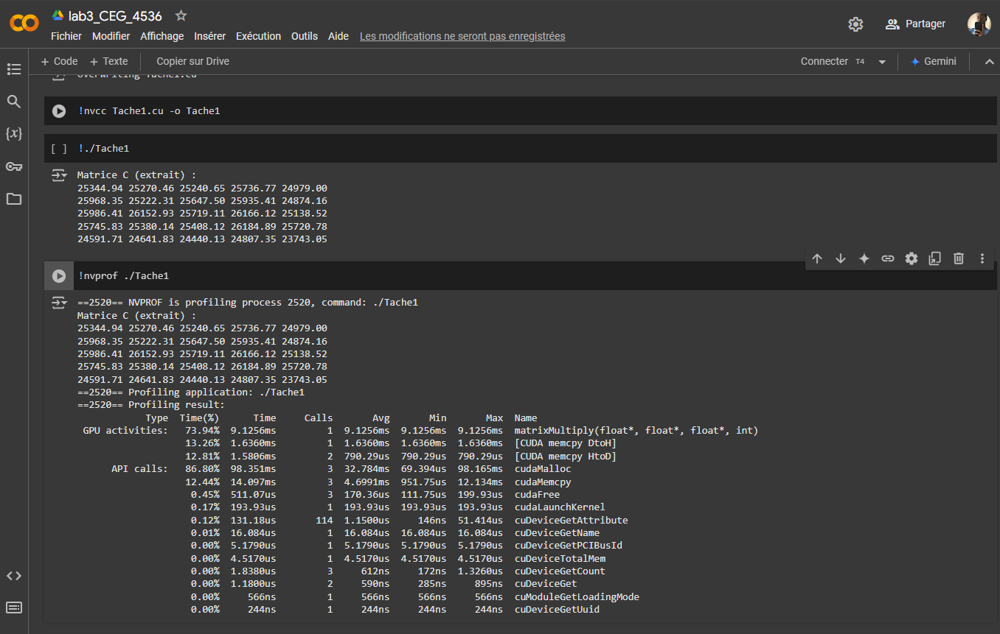 lab3_CEG_4536
Fichier Modifier Affichage Insérer Exécution Outils Aide Les modifications ne seront pas enregistrées
Partager
+ Code + Texte Copier sur Drive
Connecter T4 Gemini
Overwriting Tache1.cu
!nvcc Tache1.cu -o Tache1
[ ] !./Tache1
Matrice C (extrait) :
25344.94 25270.46 25240.65 25736.77 24979.00
25968.35 25222.31 25647.50 25935.41 24874.16
25986.41 26152.93 25719.11 26166.12 25138.52
25745.83 25380.14 25408.12 26184.89 25720.78
24591.71 24641.83 24440.13 24807.35 23743.05
!nvprof ./Tache1
==2520== NVPROF is profiling process 2520, command: ./Tache1
Matrice C (extrait) :
25344.94 25270.46 25240.65 25736.77 24979.00
25968.35 25222.31 25647.50 25935.41 24874.16
25986.41 26152.93 25719.11 26166.12 25138.52
25745.83 25380.14 25408.12 26184.89 25720.78
24591.71 24641.83 24440.13 24807.35 23743.05
==2520== Profiling application: ./Tache1
==2520== Profiling result:
Type Time(%) Time Calls Avg Min Max Name
GPU activities: 73.94% 9.1256ms 1 9.1256ms 9.1256ms 9.1256ms matrixMultiply(float*, float*, float*, int)
13.26% 1.6360ms 1 1.6360ms 1.6360ms 1.6360ms [CUDA memcpy DtoH]
12.81% 1.5806ms 2 790.29us 790.29us 790.29us [CUDA memcpy HtoD]
API calls: 86.80% 98.351ms 3 32.784ms 69.394us 98.165ms cudaMalloc
12.44% 14.097ms 3 4.6991ms 951.75us 12.134ms cudaMemcpy
0.45% 511.07us 3 170.36us 111.75us 199.93us cudaFree
0.17% 193.93us 1 193.93us 193.93us 193.93us cudaLaunchKernel
0.12% 131.18us 114 1.1500us 146ns 51.414us cuDeviceGetAttribute
0.01% 16.084us 1 16.084us 16.084us 16.084us cuDeviceGetName
0.00% 5.1790us 1 5.1790us 5.1790us 5.1790us cuDeviceGetPCIBusId
0.00% 4.5170us 1 4.5170us 4.5170us 4.5170us cuDeviceTotalMem
0.00% 1.8380us 3 612ns 172ns 1.3260us cuDeviceGetCount
0.00% 1.1800us 2 590ns 285ns 895ns cuDeviceGet
0.00% 566ns 1 566ns 566ns 566ns cuModuleGetLoadingMode
0.00% 244ns 1 244ns 244ns 244ns cuDeviceGetUuid